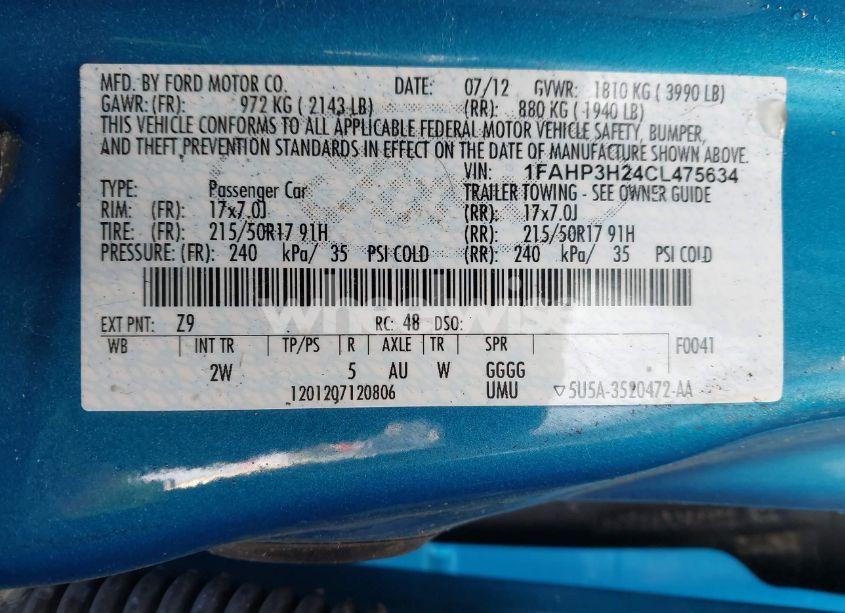 MFD. BY FORD MOTOR CO. DATE: 07/12 GVWR: 1810 KG ( 3990 LB)
GAWR: (FR): 972 KG ( 2143 LB) (RR): 880 KG ( 1940 LB)
THIS VEHICLE CONFORMS TO ALL APPLICABLE FEDERAL MOTOR VEHICLE SAFETY, BUMPER,
AND THEFT PREVENTION STANDARDS IN EFFECT ON THE DATE OF MANUFACTURE SHOWN ABOVE.
VIN: 1FAHP3H24CL475634
TYPE: Passenger Car TRAILER TOWING - SEE OWNER GUIDE
RIM: (FR): 17x7.0J (RR): 17x7.0J
TIRE: (FR): 215/50R17 91H (RR): 215/50R17 91H
PRESSURE: (FR): 240 kPa/ 35 PSI COLD (RR): 240 kPa/ 35 PSI COLD
wheelwise
EXT PNT: Z9 RC: 48 DSO:
WB INT TR TP/PS R AXLE TR SPR F0041
2W 5 AU W GGGG
1201207120806 UMU ▽5U5A-3520472-AA